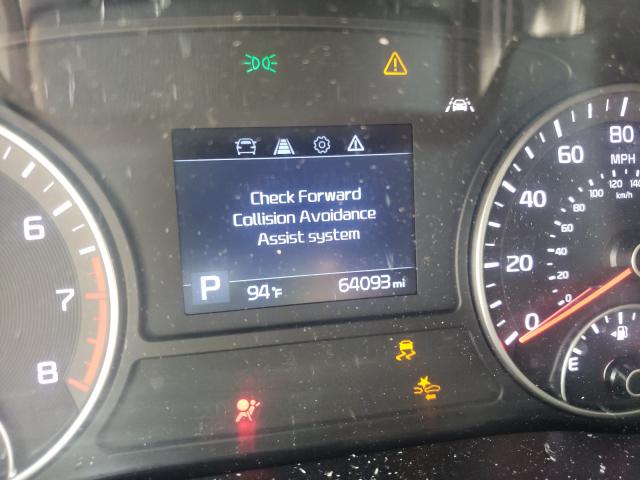 Check Forward
Collision Avoidance
Assist system
P 94°F 64093 mi
6
7
8
80
60
MPH
40
20
0
120 140
100 km/h
80
60
40
20
0
E